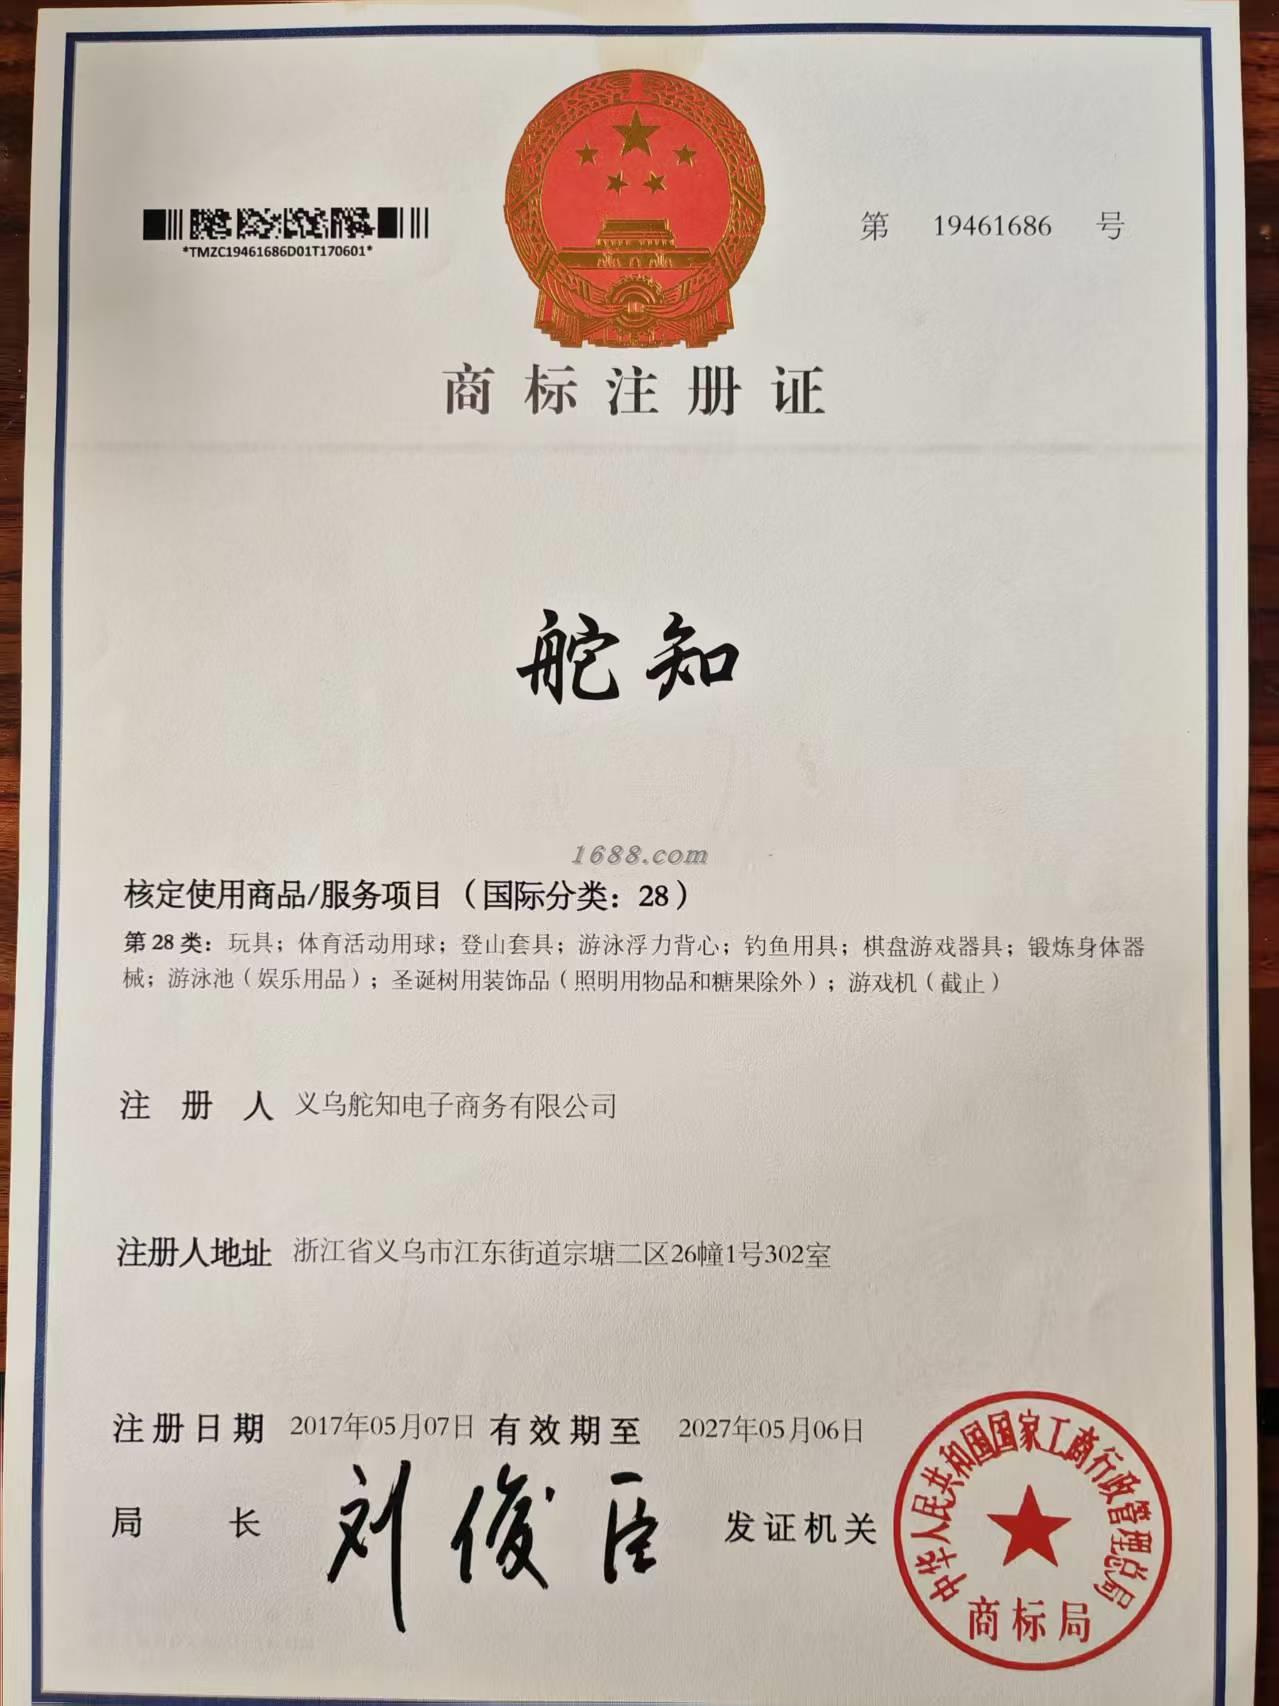 *TMZC19461686D01T170601*
第 19461686 号
商标注册证
舵知
1688.com
核定使用商品/服务项目（国际分类：28）
第 28 类：玩具；体育活动用球；登山套具；游泳浮力背心；钓鱼用具；棋盘游戏器具；锻炼身体器
械；游泳池（娱乐用品）；圣诞树用装饰品（照明用物品和糖果除外）；游戏机（截止）
注册人 义乌舵知电子商务有限公司
注册人地址 浙江省义乌市江东街道宗塘二区26幢1号302室
注册日期 2017年05月07日 有效期至 2027年05月06日
局长 刘俊臣 发证机关
中华人民共和国国家工商行政管理总局
商标局